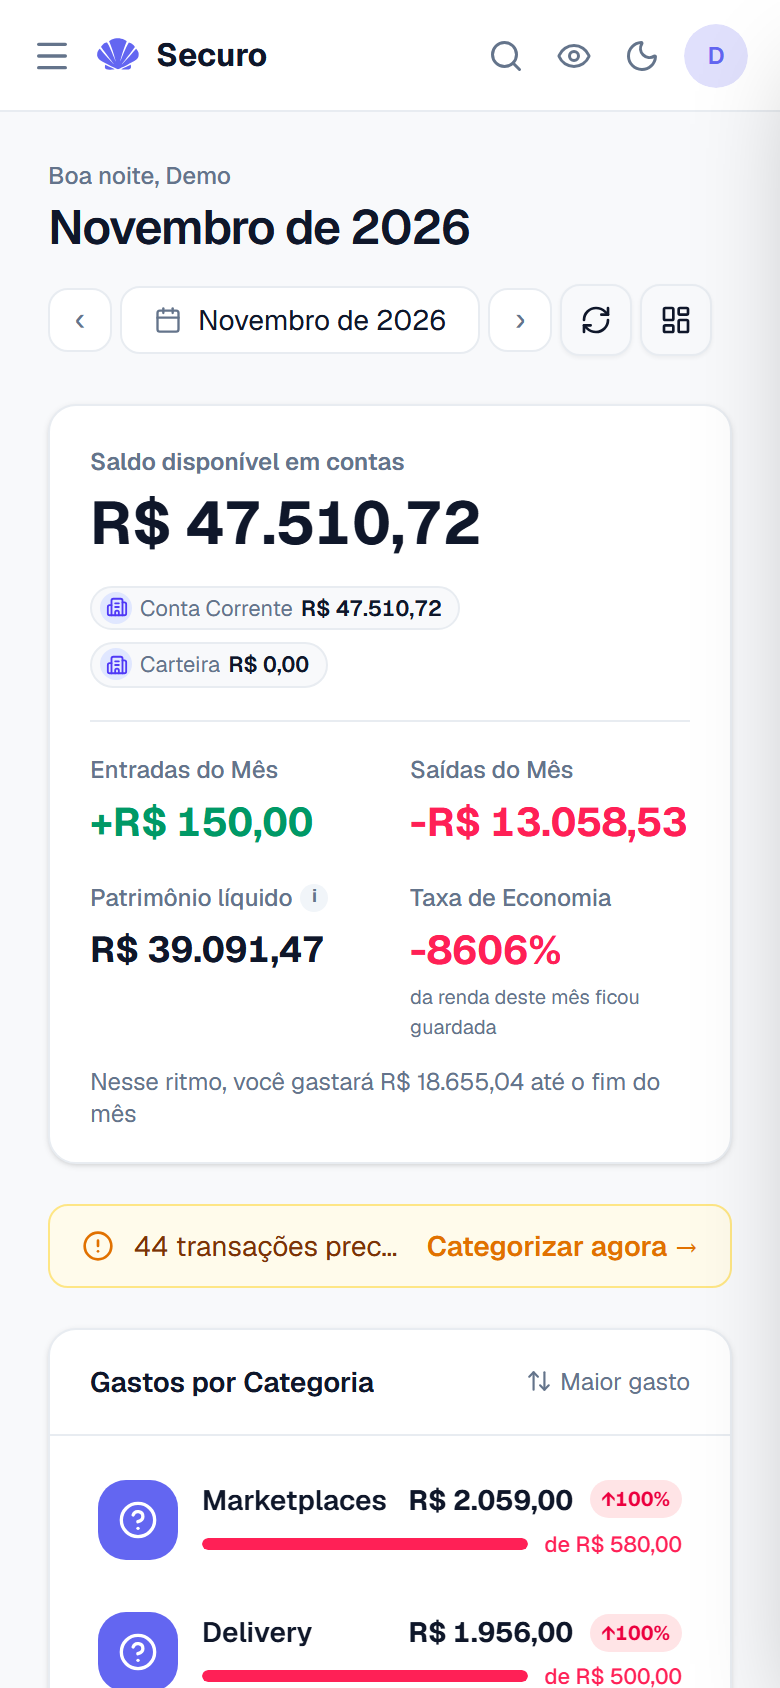 Securo
D
Boa noite, Demo
Novembro de 2026
‹ Novembro de 2026 ›
Saldo disponível em contas
R$ 47.510,72
Conta Corrente R$ 47.510,72
Carteira R$ 0,00
Entradas do Mês
+R$ 150,00
Saídas do Mês
-R$ 13.058,53
Patrimônio líquido i
R$ 39.091,47
Taxa de Economia
-8606%
da renda deste mês ficou
guardada
Nesse ritmo, você gastará R$ 18.655,04 até o fim do
mês
44 transações prec... Categorizar agora →
Gastos por Categoria
Maior gasto
Marketplaces R$ 2.059,00 ↑100%
de R$ 580,00
Delivery R$ 1.956,00 ↑100%
de R$ 500,00